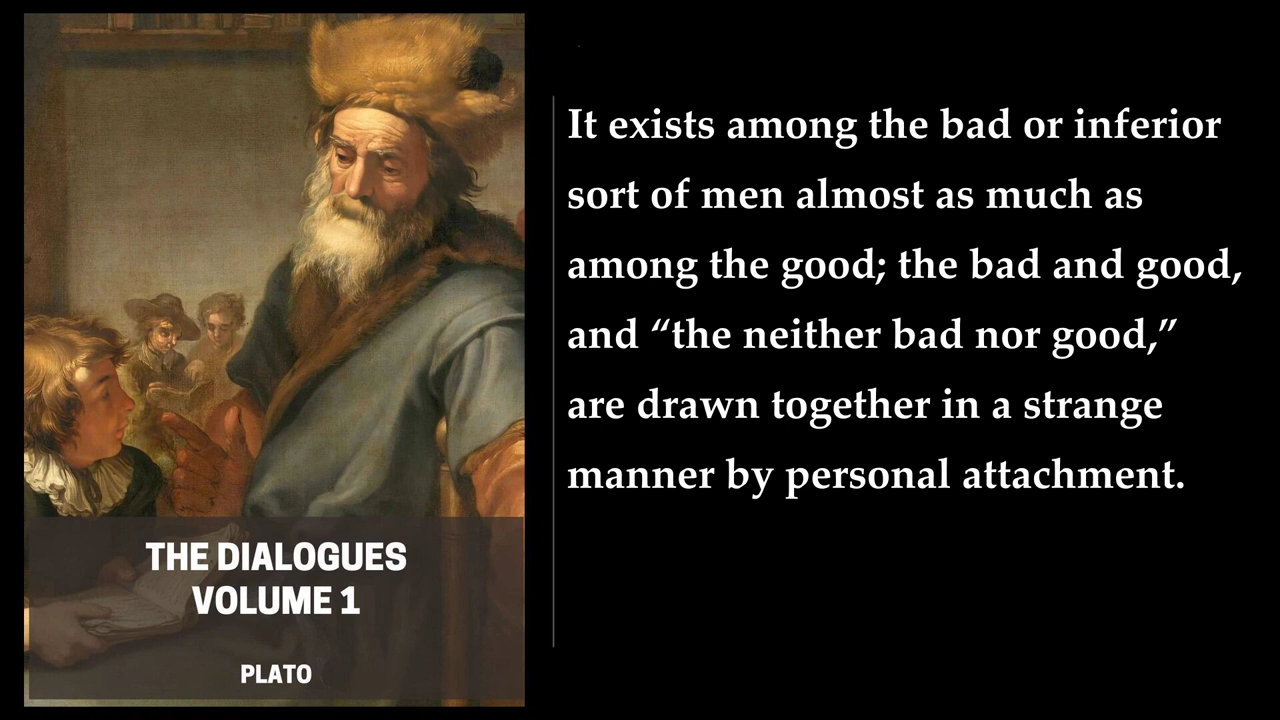 It exists among the bad or inferior
sort of men almost as much as
among the good; the bad and good,
and “the neither bad nor good,”
are drawn together in a strange
manner by personal attachment.
THE DIALOGUES
VOLUME 1
PLATO